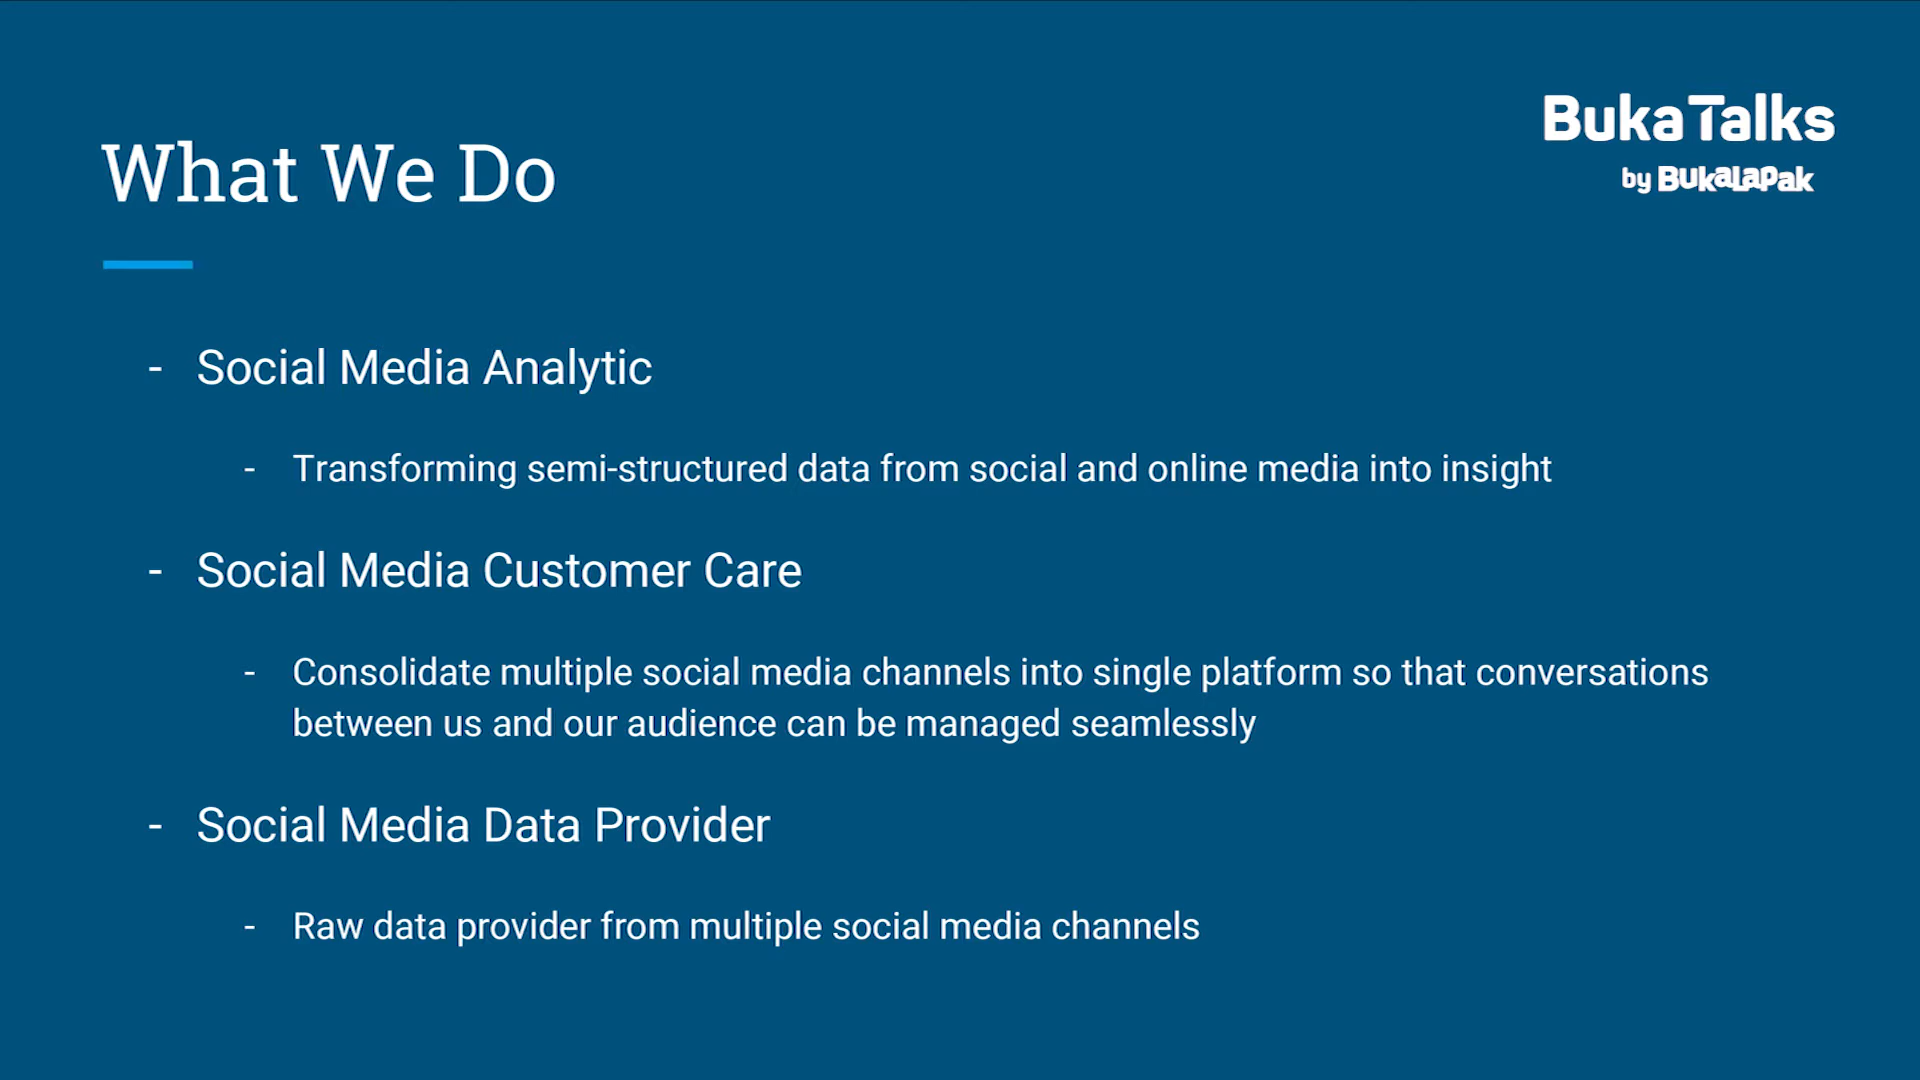 BukaTalks
by BukaLapak
What We Do
- Social Media Analytic
- Transforming semi-structured data from social and online media into insight
- Social Media Customer Care
- Consolidate multiple social media channels into single platform so that conversations
between us and our audience can be managed seamlessly
- Social Media Data Provider
- Raw data provider from multiple social media channels